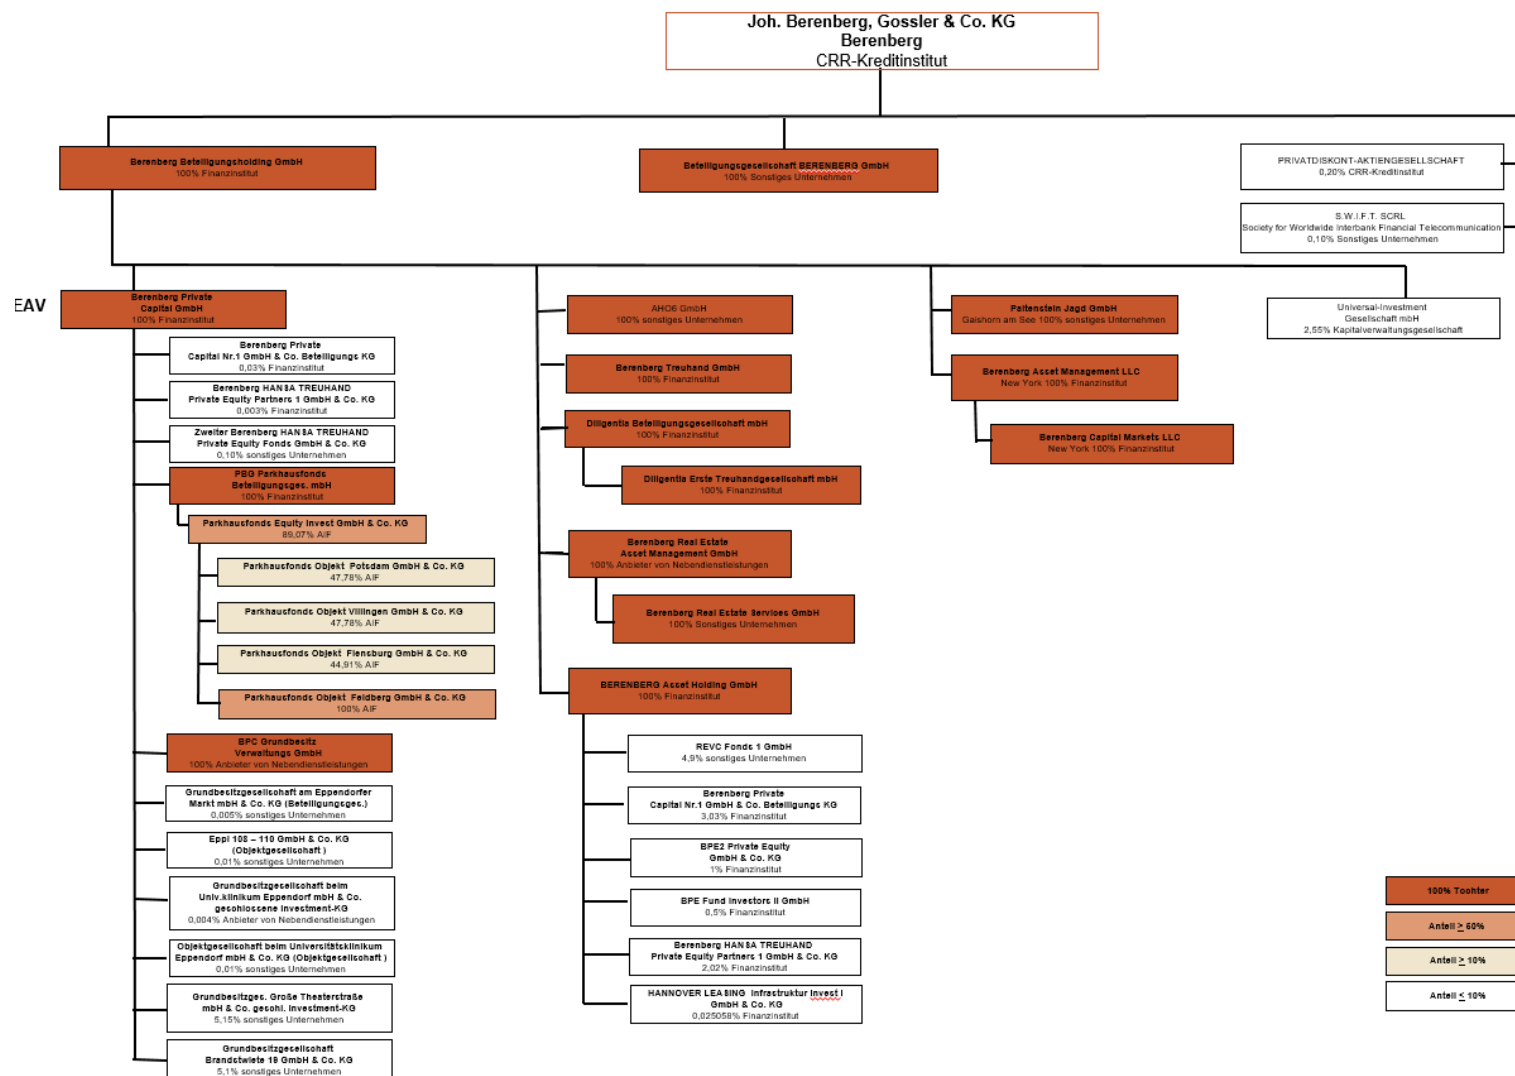 Joh. Berenberg, Gossler & Co. KG
Berenberg
CRR-Kreditinstitut
Berenberg Beteiligungsholding GmbH
100% Finanzinstitut
Beteiligungsgesellschaft BERENBERG GmbH
100% Sonstiges Unternehmen
PRIVATDISKONT-AKTIENGESELLSCHAFT
0,20% CRR-Kreditinstitut
S.W.I.F.T. SCRL
Society for Worldwide Interbank Financial Telecommunication
0,10% Sonstiges Unternehmen
EAV
Berenberg Private
Capital GmbH
100% Finanzinstitut
Berenberg Private
Capital Nr.1 GmbH & Co. Beteiligungs KG
0,03% Finanzinstitut
Berenberg HANSA TREUHAND
Private Equity Partners 1 GmbH & Co. KG
0,003% Finanzinstitut
Zweiter Berenberg HANSA TREUHAND
Private Equity Fonds GmbH & Co. KG
0,10% sonstiges Unternehmen
PBG Parkhausfonds
Beteiligungsges. mbH
100% Finanzinstitut
Parkhausfonds Equity Invest GmbH & Co. KG
89,07% AIF
Parkhausfonds Objekt Potsdam GmbH & Co. KG
47,78% AIF
Parkhausfonds Objekt Villingen GmbH & Co. KG
47,78% AIF
Parkhausfonds Objekt Flensburg GmbH & Co. KG
44,91% AIF
Parkhausfonds Objekt Feldberg GmbH & Co. KG
100% AIF
BPC Grundbesitz
Verwaltungs GmbH
100% Anbieter von Nebendienstleistungen
Grundbesitzgesellschaft am Eppendorfer
Markt mbH & Co. KG (Beteiligungsges.)
0,005% sonstiges Unternehmen
Eppi 108 – 110 GmbH & Co. KG
(Objektgesellschaft )
0,01% sonstiges Unternehmen
Grundbesitzgesellschaft beim
Univ.klinikum Eppendorf mbH & Co.
geschlossene Investment-KG
0,004% Anbieter von Nebendienstleistungen
Objektgesellschaft beim Universitätsklinikum
Eppendorf mbH & Co. KG (Objektgesellschaft )
0,01% sonstiges Unternehmen
Grundbesitzges. Große Theaterstraße
mbH & Co. geschl. Investment-KG
5,15% sonstiges Unternehmen
Grundbesitzgesellschaft
Brandstwiete 19 GmbH & Co. KG
5,1% sonstiges Unternehmen
AHO6 GmbH
100% sonstiges Unternehmen
Berenberg Treuhand GmbH
100% Finanzinstitut
Diligentia Beteiligungsgesellschaft mbH
100% Finanzinstitut
Diligentia Erste Treuhandgesellschaft mbH
100% Finanzinstitut
Berenberg Real Estate
Asset Management GmbH
100% Anbieter von Nebendienstleistungen
Berenberg Real Estate Services GmbH
100% Sonstiges Unternehmen
BERENBERG Asset Holding GmbH
100% Finanzinstitut
REVC Fonds 1 GmbH
4,9% sonstiges Unternehmen
Berenberg Private
Capital Nr.1 GmbH & Co. Beteiligungs KG
3,03% Finanzinstitut
BPE2 Private Equity
GmbH & Co. KG
1% Finanzinstitut
BPE Fund Investors II GmbH
0,5% Finanzinstitut
Berenberg HANSA TREUHAND
Private Equity Partners 1 GmbH & Co. KG
2,02% Finanzinstitut
HANNOVER LEASING Infrastruktur Invest I
GmbH & Co. KG
0,025058% Finanzinstitut
Paltenstein Jagd GmbH
Gaishorn am See 100% sonstiges Unternehmen
Berenberg Asset Management LLC
New York 100% Finanzinstitut
Berenberg Capital Markets LLC
New York 100% Finanzinstitut
Universal-Investment
Gesellschaft mbH
2,55% Kapitalverwaltungsgesellschaft
100% Tochter
Anteil ≥ 50%
Anteil ≥ 10%
Anteil ≤ 10%